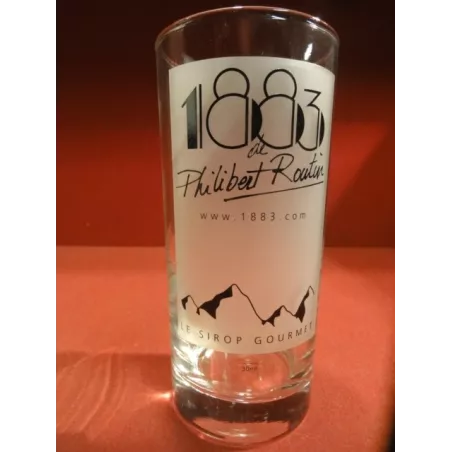 1883
de
Philibert Routin
www.1883.com
LE SIROP GOURMET